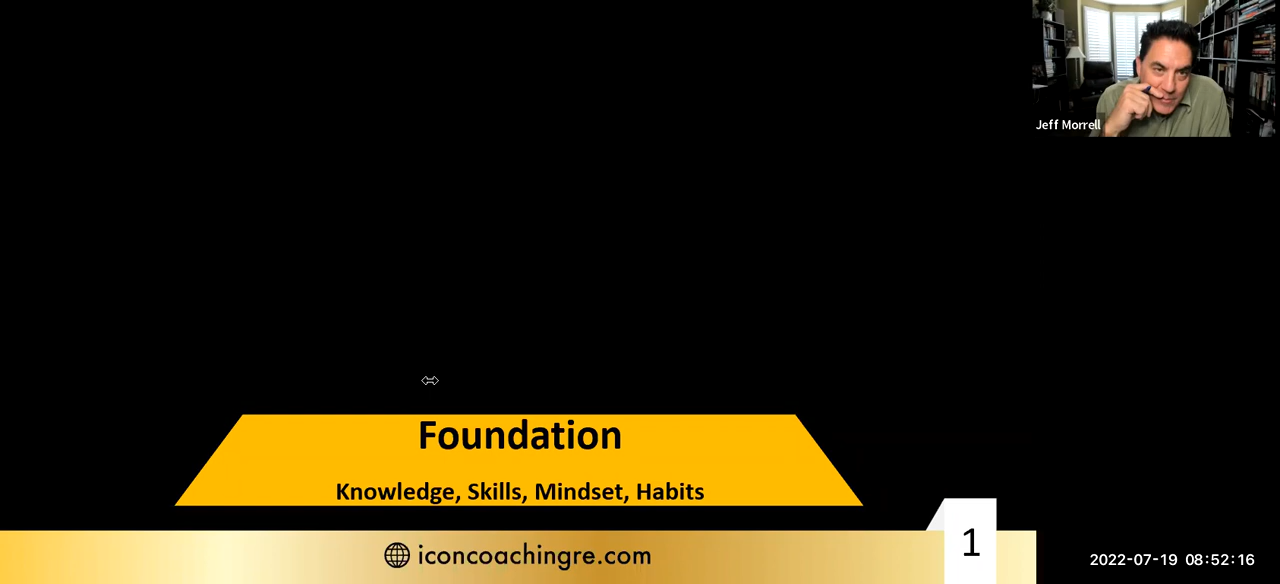 Jeff Morrell
Foundation
Knowledge, Skills, Mindset, Habits
iconcoachingre.com
1
2022-07-19 08:52:16